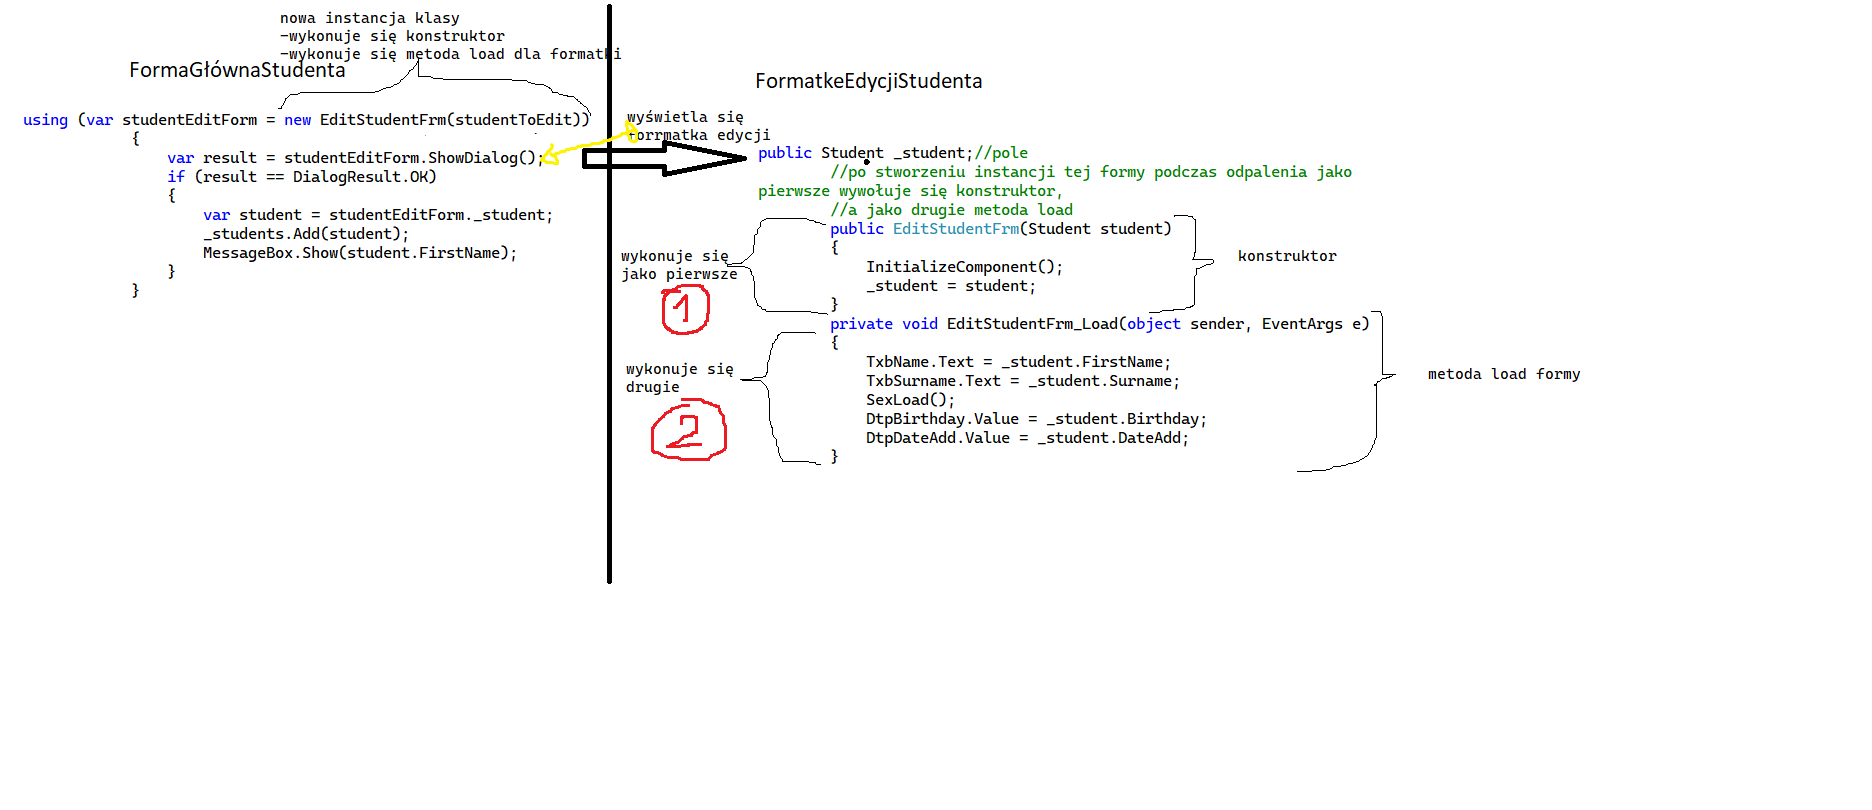 nowa instancja klasy
-wykonuje się konstruktor
-wykonuje się metoda load dla formatki
FormaGłównaStudenta
using (var studentEditForm = new EditStudentFrm(studentToEdit))
{
var result = studentEditForm.ShowDialog();
if (result == DialogResult.OK)
{
var student = studentEditForm._student;
_students.Add(student);
MessageBox.Show(student.FirstName);
}
}
FormatkeEdycjiStudenta
wyświetla się
forrmatka edycji
public Student _student;//pole
//po stworzeniu instancji tej formy podczas odpalenia jako
pierwsze wywołuje się konstruktor,
//a jako drugie metoda load
public EditStudentFrm(Student student)
{
InitializeComponent();
_student = student;
}
wykonuje się
jako pierwsze
1
konstruktor
private void EditStudentFrm_Load(object sender, EventArgs e)
{
TxbName.Text = _student.FirstName;
TxbSurname.Text = _student.Surname;
SexLoad();
DtpBirthday.Value = _student.Birthday;
DtpDateAdd.Value = _student.DateAdd;
}
wykonuje się
drugie
2
metoda load formy